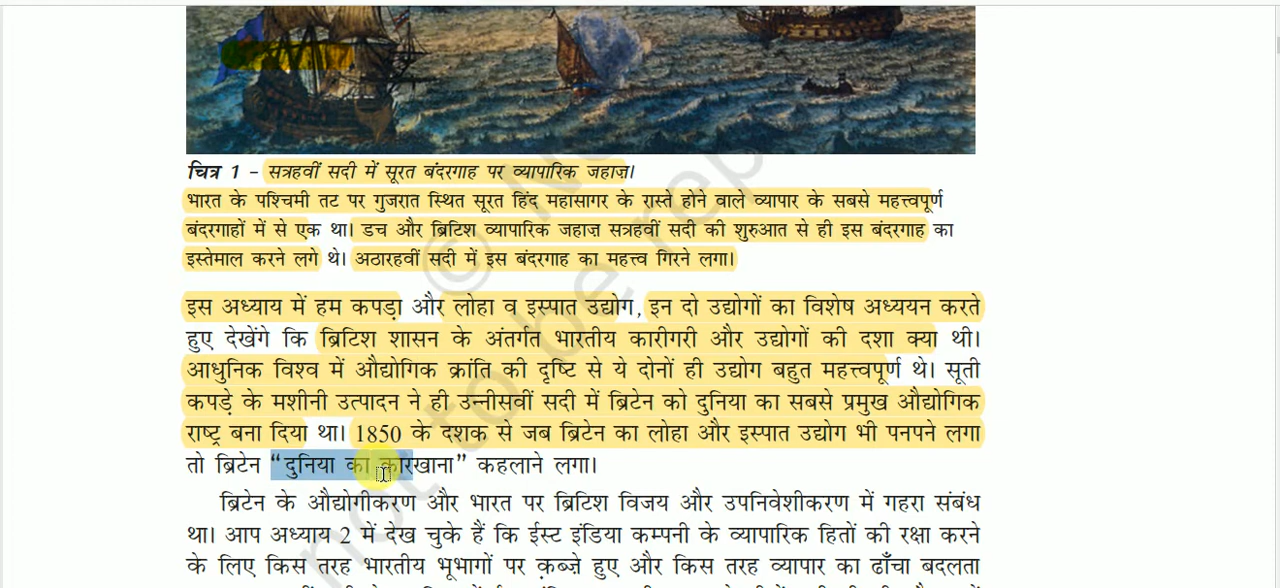 चित्र 1 – सत्रहवीं सदी में सूरत बंदरगाह पर व्यापारिक जहाज़।
भारत के पश्चिमी तट पर गुजरात स्थित सूरत हिंद महासागर के रास्ते होने वाले व्यापार के सबसे महत्त्वपूर्ण
बंदरगाहों में से एक था। डच और ब्रिटिश व्यापारिक जहाज़ सत्रहवीं सदी की शुरुआत से ही इस बंदरगाह का
इस्तेमाल करने लगे थे। अठारहवीं सदी में इस बंदरगाह का महत्त्व गिरने लगा।
इस अध्याय में हम कपड़ा और लोहा व इस्पात उद्योग, इन दो उद्योगों का विशेष अध्ययन करते
हुए देखेंगे कि ब्रिटिश शासन के अंतर्गत भारतीय कारीगरी और उद्योगों की दशा क्या थी।
आधुनिक विश्व में औद्योगिक क्रांति की दृष्टि से ये दोनों ही उद्योग बहुत महत्त्वपूर्ण थे। सूती
कपड़े के मशीनी उत्पादन ने ही उन्नीसवीं सदी में ब्रिटेन को दुनिया का सबसे प्रमुख औद्योगिक
राष्ट्र बना दिया था। 1850 के दशक से जब ब्रिटेन का लोहा और इस्पात उद्योग भी पनपने लगा
तो ब्रिटेन “दुनिया का कारखाना” कहलाने लगा।
ब्रिटेन के औद्योगीकरण और भारत पर ब्रिटिश विजय और उपनिवेशीकरण में गहरा संबंध
था। आप अध्याय 2 में देख चुके हैं कि ईस्ट इंडिया कम्पनी के व्यापारिक हितों की रक्षा करने
के लिए किस तरह भारतीय भूभागों पर क़ब्ज़े हुए और किस तरह व्यापार का ढाँचा बदलता
© N
not to be rep